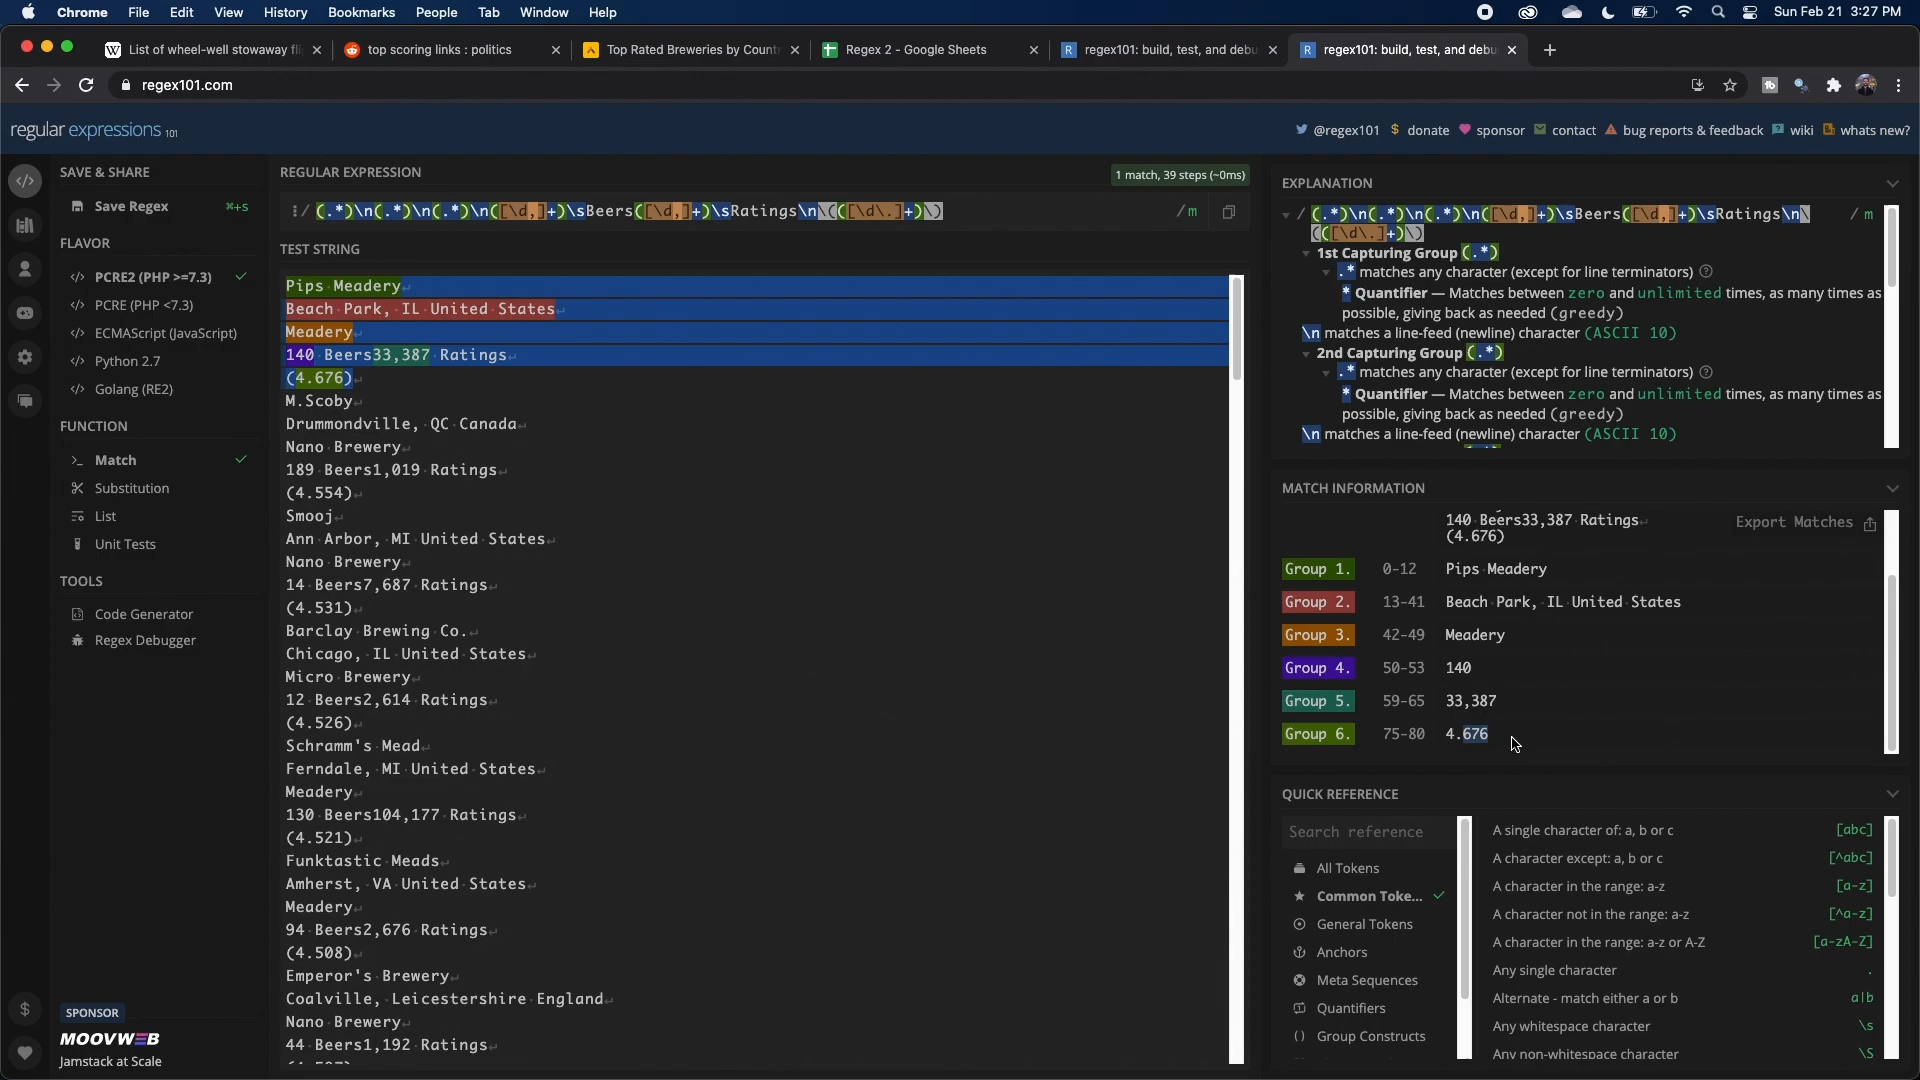 Chrome File Edit View History Bookmarks People Tab Window Help Sun Feb 21 3:27 PM
List of wheel-well stowaway fli top scoring links : politics Top Rated Breweries by Count Regex 2 - Google Sheets regex101: build, test, and debu regex101: build, test, and debu
regex101.com
regular expressions 101 @regex101 $ donate sponsor contact bug reports & feedback wiki whats new?
SAVE & SHARE
Save Regex ⌘+s
FLAVOR
PCRE2 (PHP >=7.3)
PCRE (PHP <7.3)
ECMAScript (JavaScript)
Python 2.7
Golang (RE2)
FUNCTION
Match
Substitution
List
Unit Tests
TOOLS
Code Generator
Regex Debugger
SPONSOR
MOOVWEB
Jamstack at Scale
REGULAR EXPRESSION 1 match, 39 steps (~0ms)
/ (.*)\n(.*)\n(.*)\n([\d,]+)\sBeers([\d,]+)\sRatings\n\(([\d\.]+)\) / m
TEST STRING
Pips Meadery
Beach Park, IL United States
Meadery
140 Beers33,387 Ratings
(4.676)
M.Scoby
Drummondville, QC Canada
Nano Brewery
189 Beers1,019 Ratings
(4.554)
Smooj
Ann Arbor, MI United States
Nano Brewery
14 Beers7,687 Ratings
(4.531)
Barclay Brewing Co.
Chicago, IL United States
Micro Brewery
12 Beers2,614 Ratings
(4.526)
Schramm's Mead
Ferndale, MI United States
Meadery
130 Beers104,177 Ratings
(4.521)
Funktastic Meads
Amherst, VA United States
Meadery
94 Beers2,676 Ratings
(4.508)
Emperor's Brewery
Coalville, Leicestershire England
Nano Brewery
44 Beers1,192 Ratings
EXPLANATION
/ (.*)\n(.*)\n(.*)\n([\d,]+)\sBeers([\d,]+)\sRatings\n\ / m
(([\d\.]+)\)
1st Capturing Group (.*)
.* matches any character (except for line terminators)
* Quantifier — Matches between zero and unlimited times, as many times as
possible, giving back as needed (greedy)
\n matches a line-feed (newline) character (ASCII 10)
2nd Capturing Group (.*)
.* matches any character (except for line terminators)
* Quantifier — Matches between zero and unlimited times, as many times as
possible, giving back as needed (greedy)
\n matches a line-feed (newline) character (ASCII 10)
MATCH INFORMATION
140 Beers33,387 Ratings Export Matches
(4.676)
Group 1. 0-12 Pips Meadery
Group 2. 13-41 Beach Park, IL United States
Group 3. 42-49 Meadery
Group 4. 50-53 140
Group 5. 59-65 33,387
Group 6. 75-80 4.676
QUICK REFERENCE
Search reference
All Tokens
Common Toke...
General Tokens
Anchors
Meta Sequences
Quantifiers
Group Constructs
A single character of: a, b or c [abc]
A character except: a, b or c [^abc]
A character in the range: a-z [a-z]
A character not in the range: a-z [^a-z]
A character in the range: a-z or A-Z [a-zA-Z]
Any single character .
Alternate - match either a or b a|b
Any whitespace character \s
Any non-whitespace character \S